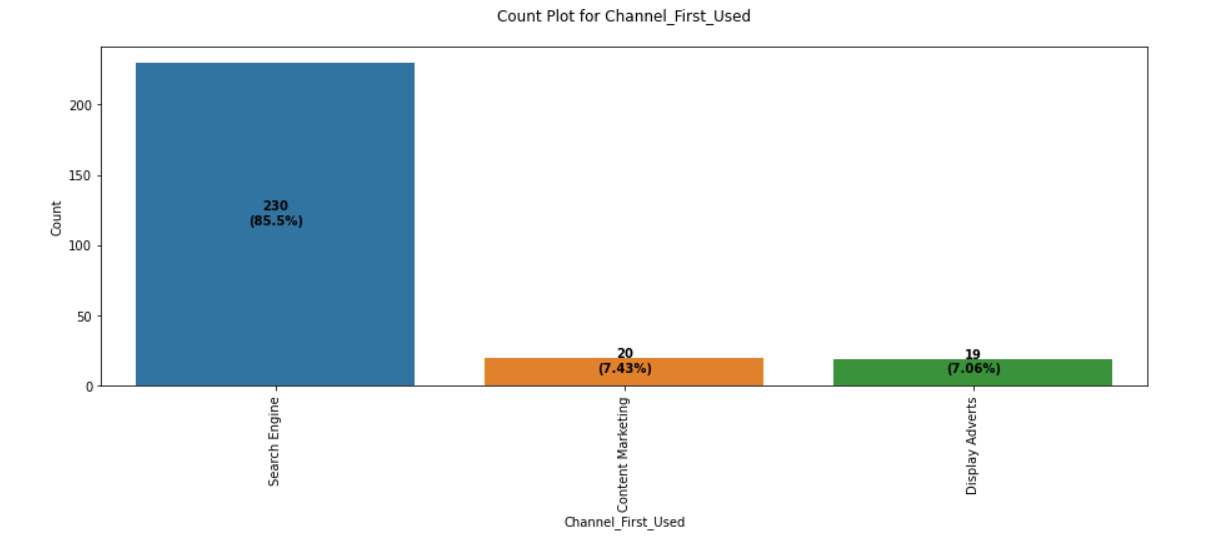 Count Plot for Channel_First_Used
Count
200
150
100
50
0
230
(85.5%)
20
(7.43%)
19
(7.06%)
Search Engine
Content Marketing
Display Adverts
Channel_First_Used